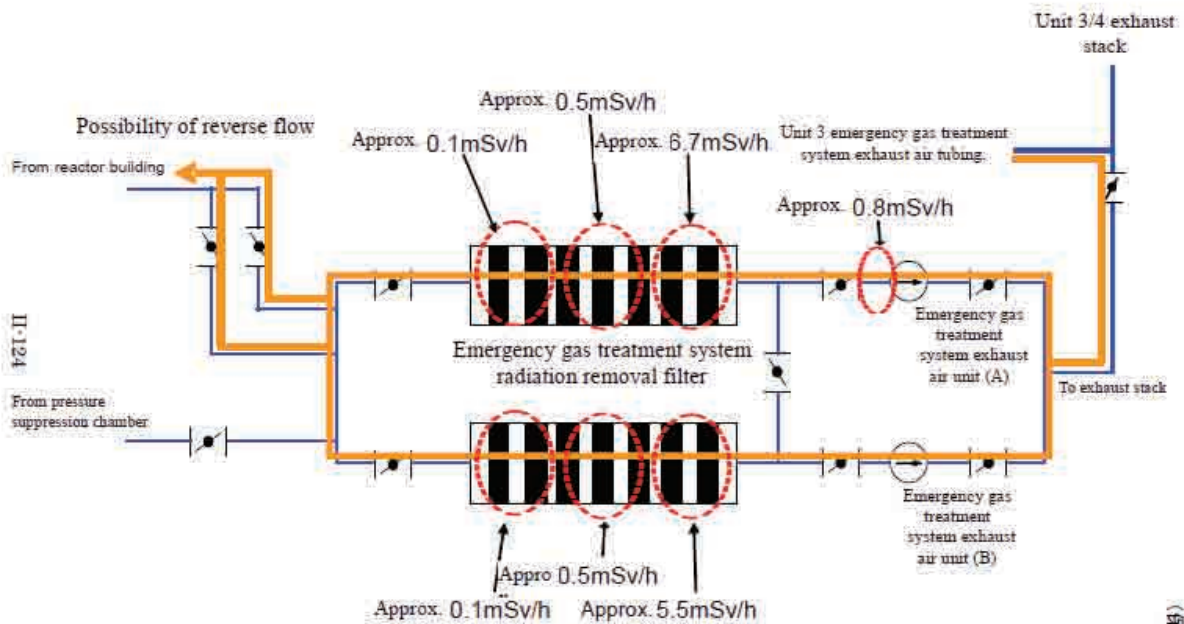 Unit 3/4 exhaust
stack
Approx. 0.5mSv/h
Possibility of reverse flow
Approx. 0.1mSv/h
Approx. 6.7mSv/h
Unit 3 emergency gas treatment
system exhaust air tubing.
From reactor building
Approx. 0.8mSv/h
II-124
Emergency gas treatment system
radiation removal filter
Emergency gas
treatment
system exhaust
air unit (A)
To exhaust stack
From pressure
suppression chamber
Emergency gas
treatment
system exhaust
air unit (B)
Appro 0.5mSv/h
Approx. 0.1mSv/h
Approx. 5.5mSv/h